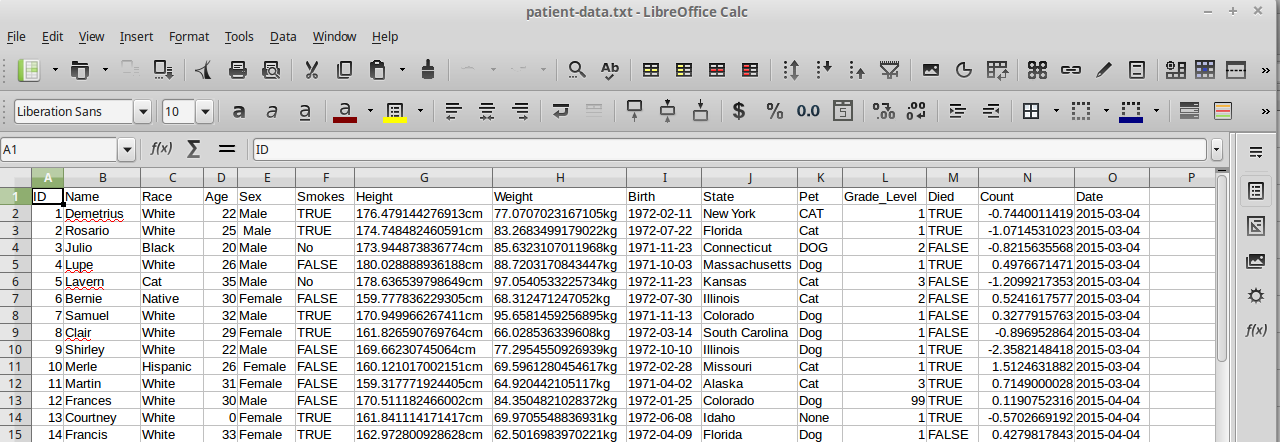 patient-data.txt - LibreOffice Calc
File Edit View Insert Format Tools Data Window Help
Liberation Sans 10 a a a a $ % 0.0
A1 f(x) Σ = ID
A B C D E F G H I J K L M N O P
1 ID Name Race Age Sex Smokes Height Weight Birth State Pet Grade_Level Died Count Date
2 1 Demetrius White 22 Male TRUE 176.479144276913cm 77.0707023167105kg 1972-02-11 New York CAT 1 TRUE -0.7440011419 2015-03-04
3 2 Rosario White 25 Male TRUE 174.748482460591cm 83.2683499179022kg 1972-07-22 Florida Cat 1 TRUE -1.0714531023 2015-03-04
4 3 Julio Black 20 Male No 173.944873836774cm 85.6323107011968kg 1971-11-23 Connecticut DOG 2 FALSE -0.8215635568 2015-03-04
5 4 Lupe White 26 Male FALSE 180.028888936188cm 88.7203170843447kg 1971-10-03 Massachusetts Dog 1 TRUE 0.4976671471 2015-03-04
6 5 Lavern Cat 35 Male No 178.636539798649cm 97.0540533225734kg 1972-11-23 Kansas Cat 3 FALSE -1.2099217353 2015-03-04
7 6 Bernie Native 30 Female FALSE 159.777836229305cm 68.312471247052kg 1972-07-30 Illinois Cat 2 FALSE 0.5241617577 2015-03-04
8 7 Samuel White 32 Male TRUE 170.949966267411cm 95.6581459256895kg 1971-11-13 Colorado Dog 1 FALSE 0.3277915763 2015-03-04
9 8 Clair White 29 Female TRUE 161.826590769764cm 66.028536339608kg 1972-03-14 South Carolina Dog 1 FALSE -0.896952864 2015-03-04
10 9 Shirley White 22 Male FALSE 169.66230745064cm 77.2954550926939kg 1972-10-10 Illinois Dog 1 TRUE -2.3582148418 2015-03-04
11 10 Merle Hispanic 26 Female FALSE 160.121017002151cm 69.5961280454617kg 1972-02-28 Missouri Cat 1 TRUE 1.5124631882 2015-03-04
12 11 Martin White 31 Female FALSE 159.317771924405cm 64.920442105117kg 1971-04-02 Alaska Cat 3 TRUE 0.7149000028 2015-03-04
13 12 Frances White 30 Male FALSE 170.511182466002cm 84.3504821028372kg 1972-01-25 Colorado Dog 99 TRUE 0.1190752316 2015-03-04
14 13 Courtney White 0 Female TRUE 161.841114171417cm 69.9705548836931kg 1972-06-08 Idaho None 1 TRUE -0.5702669192 2015-03-04
15 14 Francis White 33 Female TRUE 162.972800928628cm 62.5016983970221kg 1972-04-09 Florida Dog 1 FALSE 0.4279817843 2015-03-04